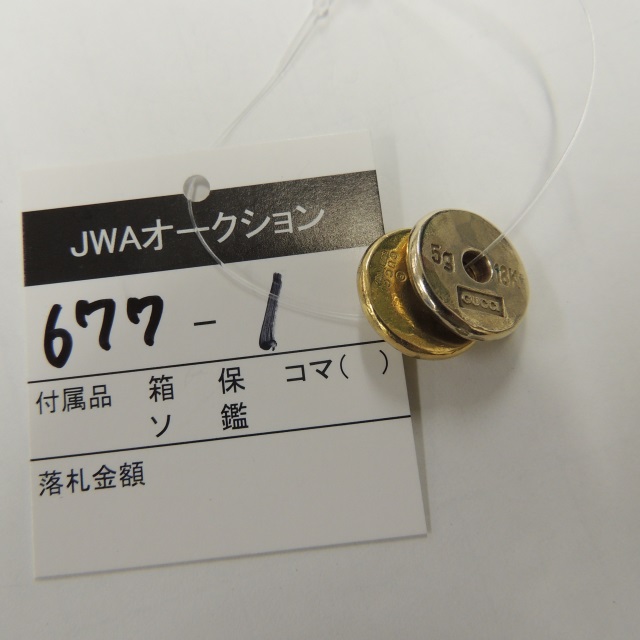 JWAオークション
677-1
付属品 箱 保 コマ( )
ソ 鑑
落札金額
5g 18K
GUCCI